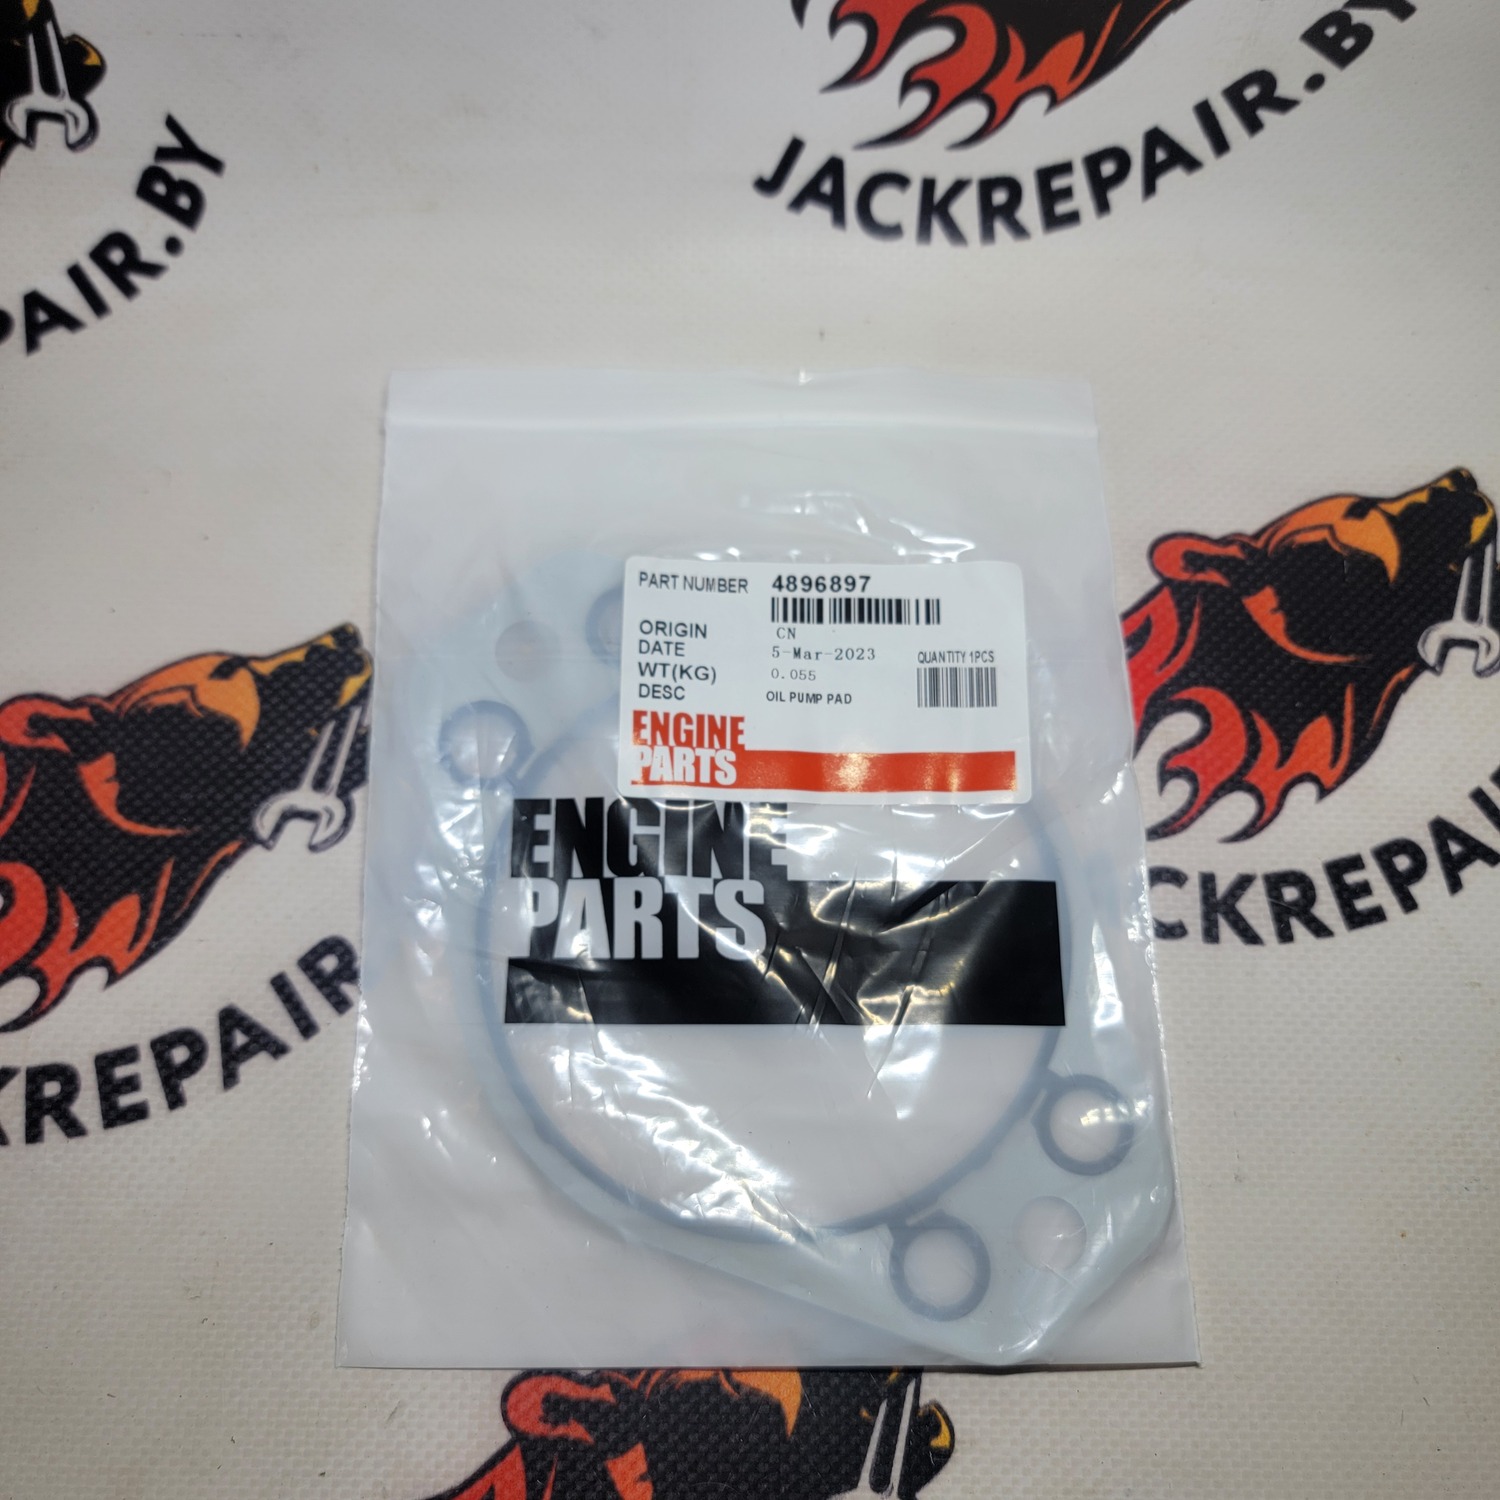 JACKREPAIR.BY
PAIR.BY
PART NUMBER 4896897
ORIGIN CN
DATE 5-Mar-2023
QUANTITY 1PCS
WT(KG) 0.055
DESC OIL PUMP PAD
ENGINE
PARTS
ENGINE
PARTS
CKREPA
KREPAIR